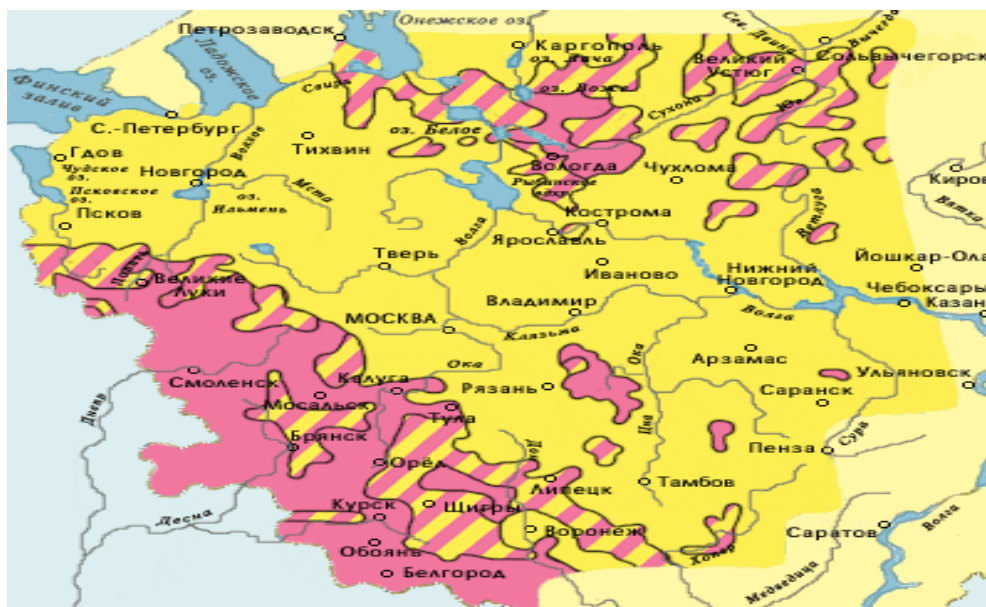 Онежское оз.
Петрозаводск
Ладожское
оз.
Каргополь
оз. Лача
Сев. Двина
Вычегда
Великий
Устюг
Сольвычегорск
Финский
залив
Свирь
оз. Воже
Сухона
Юг
С.-Петербург
Волхов
Тихвин
оз. Белое
Вологда
Чухлома
Гдов
Чудское
оз.
Новгород
Рыбинское
вдхр.
Киров
Псковское
оз.
оз.
Ильмень
Мста
Вятка
Псков
Кострома
Ветлуга
Волга
Ярославль
Тверь
Иваново
Йошкар-Ола
Ловать
Великие
Луки
Нижний
Новгород
Чебоксары
Казан
Владимир
Волга
МОСКВА
Клязьма
Арзамас
Ока
Ока
Смоленск
Калуга
Рязань
Ульяновск
Мосальск
Саранск
Днепр
Тула
Цна
Сура
Брянск
Дон
Пенза
Орёл
Липецк
Тамбов
Десна
Курск
Щигры
Воронеж
Саратов
Волга
Обоянь
Хопер
Белгород
Медведица